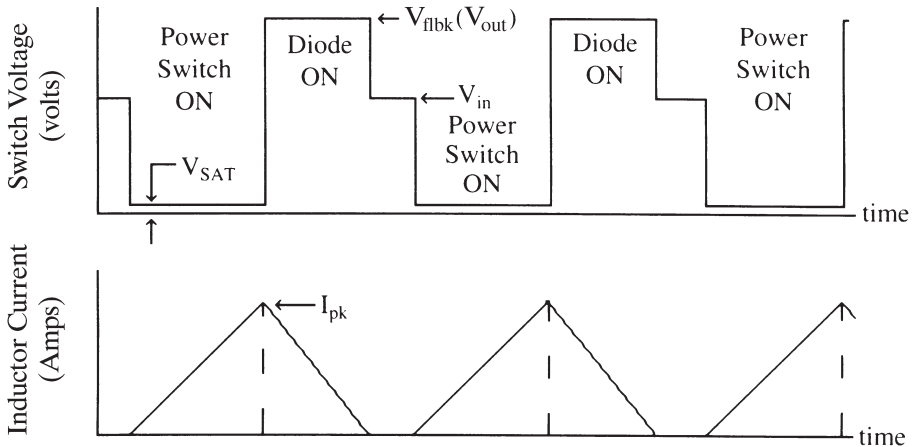 Switch Voltage
(volts)
Power
Switch
ON
Diode
ON
V_flbk(V_out)
V_in
Power
Switch
ON
Diode
ON
Power
Switch
ON
V_SAT
time
Inductor Current
(Amps)
I_pk
time